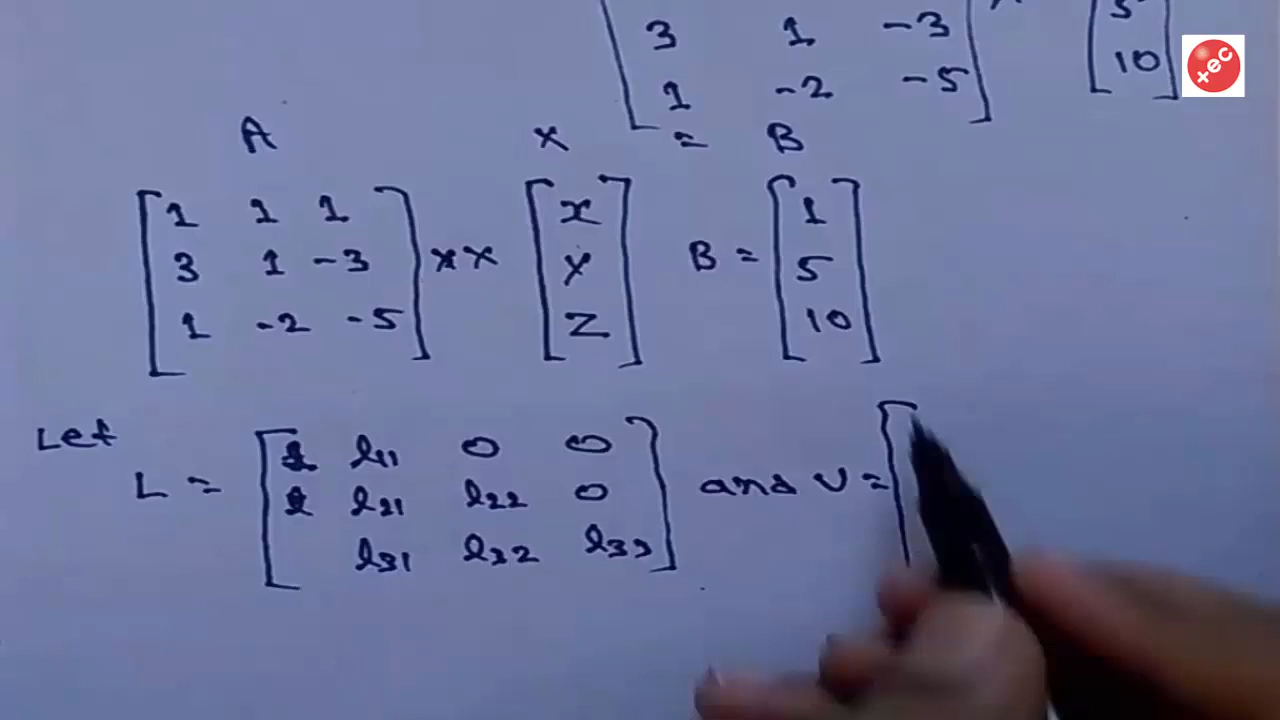 5
3 1 -3
1 -2 -5 10
xec
A X = B
1 1 1
3 1 -3 x X x
1 -2 -5 y B = 1 5 10
z
Let
L = l11 0 0
l21 l22 0 and U =
l31 l32 l33